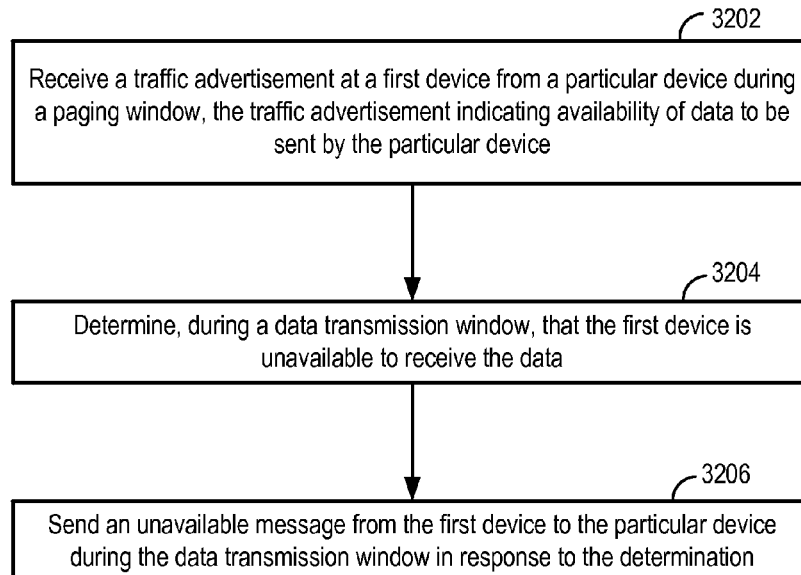 3202
Receive a traffic advertisement at a first device from a particular device during
a paging window, the traffic advertisement indicating availability of data to be
sent by the particular device
3204
Determine, during a data transmission window, that the first device is
unavailable to receive the data
3206
Send an unavailable message from the first device to the particular device
during the data transmission window in response to the determination